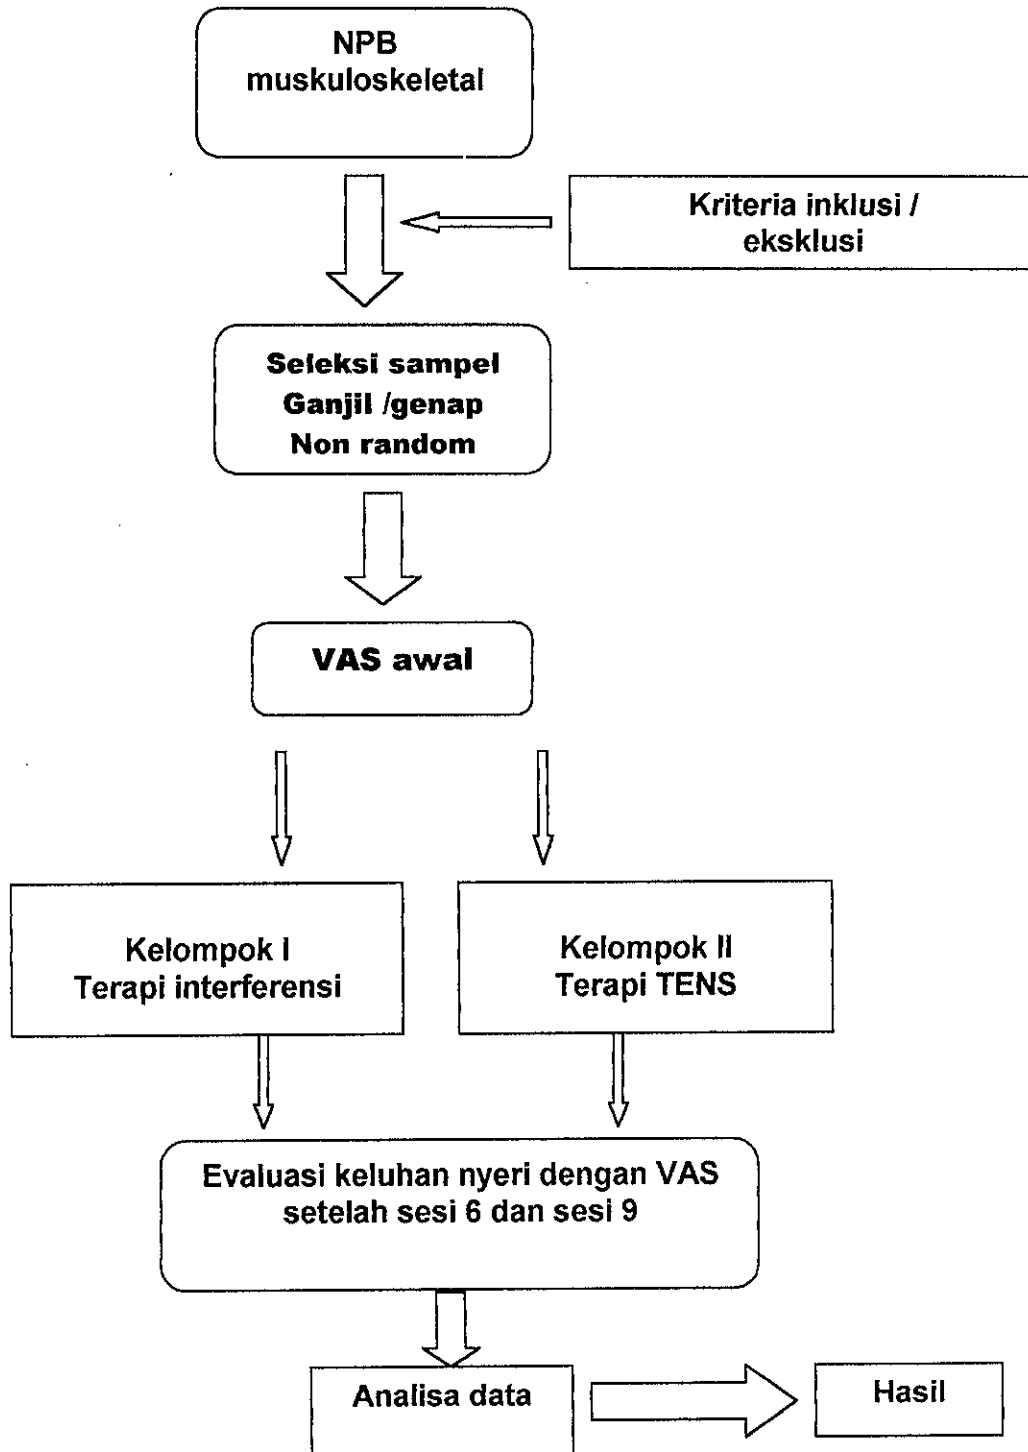 NPB
muskuloskeletal
Kriteria inklusi /
eksklusi
Seleksi sampel
Ganjil /genap
Non random
VAS awal
Kelompok I
Terapi interferensi
Kelompok II
Terapi TENS
Evaluasi keluhan nyeri dengan VAS
setelah sesi 6 dan sesi 9
Analisa data
Hasil